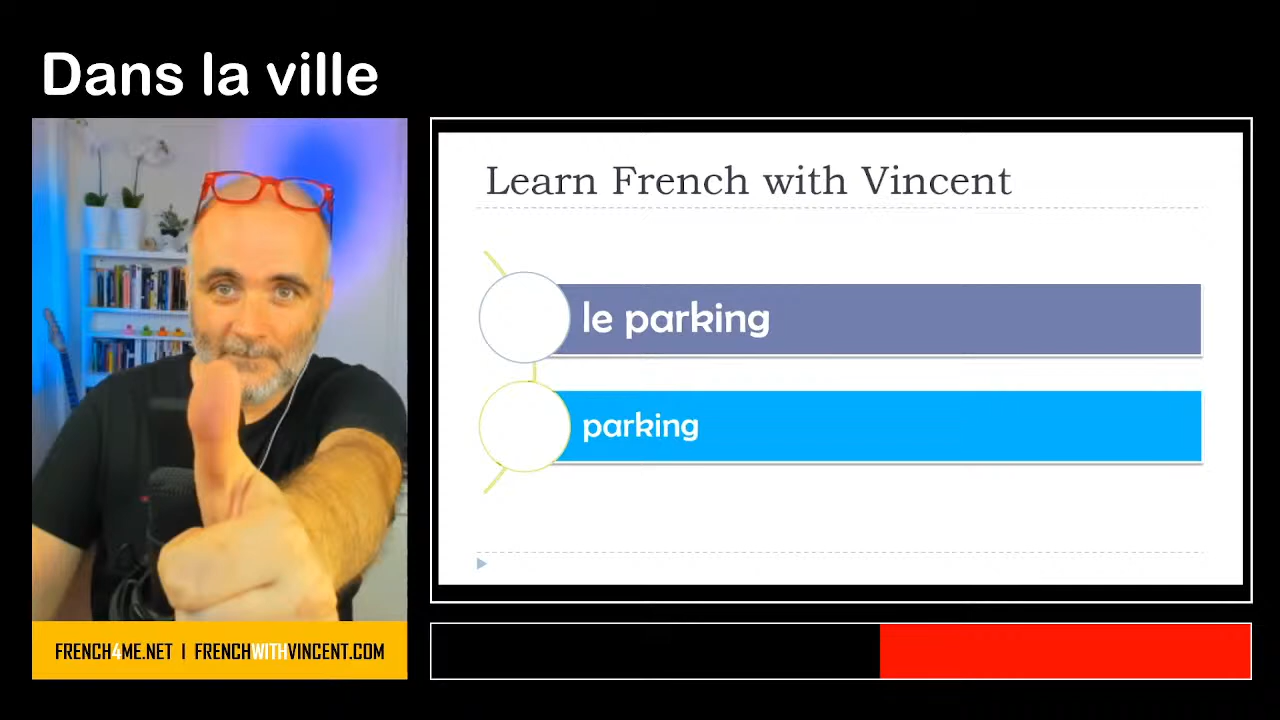 Dans la ville
Learn French with Vincent
le parking
parking
FRENCH4ME.NET I FRENCHWITHVINCENT.COM